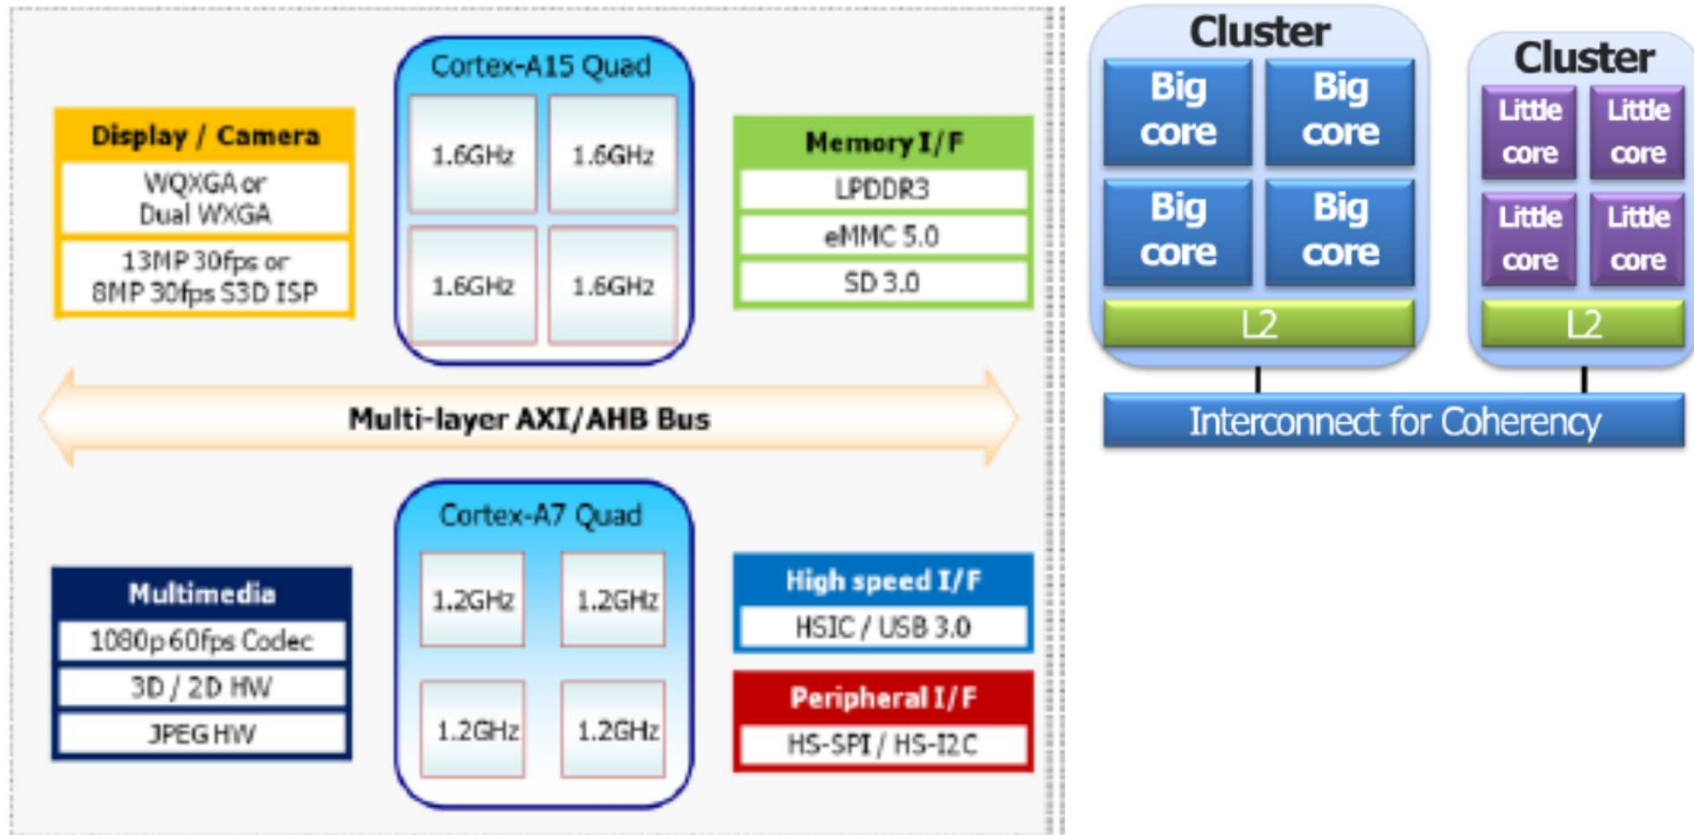 Cortex-A15 Quad
1.6GHz
1.6GHz
1.6GHz
1.6GHz
Display / Camera
WQXGA or
Dual WXGA
13MP 30fps or
8MP 30fps S3D ISP
Memory I/F
LPDDR3
eMMC 5.0
SD 3.0
Multi-layer AXI/AHB Bus
Cortex-A7 Quad
1.2GHz
1.2GHz
1.2GHz
1.2GHz
Multimedia
1080p 60fps Codec
3D / 2D HW
JPEG HW
High speed I/F
HSIC / USB 3.0
Peripheral I/F
HS-SPI / HS-I2C
Cluster
Big
core
Big
core
Big
core
Big
core
L2
Cluster
Little
core
Little
core
Little
core
Little
core
L2
Interconnect for Coherency